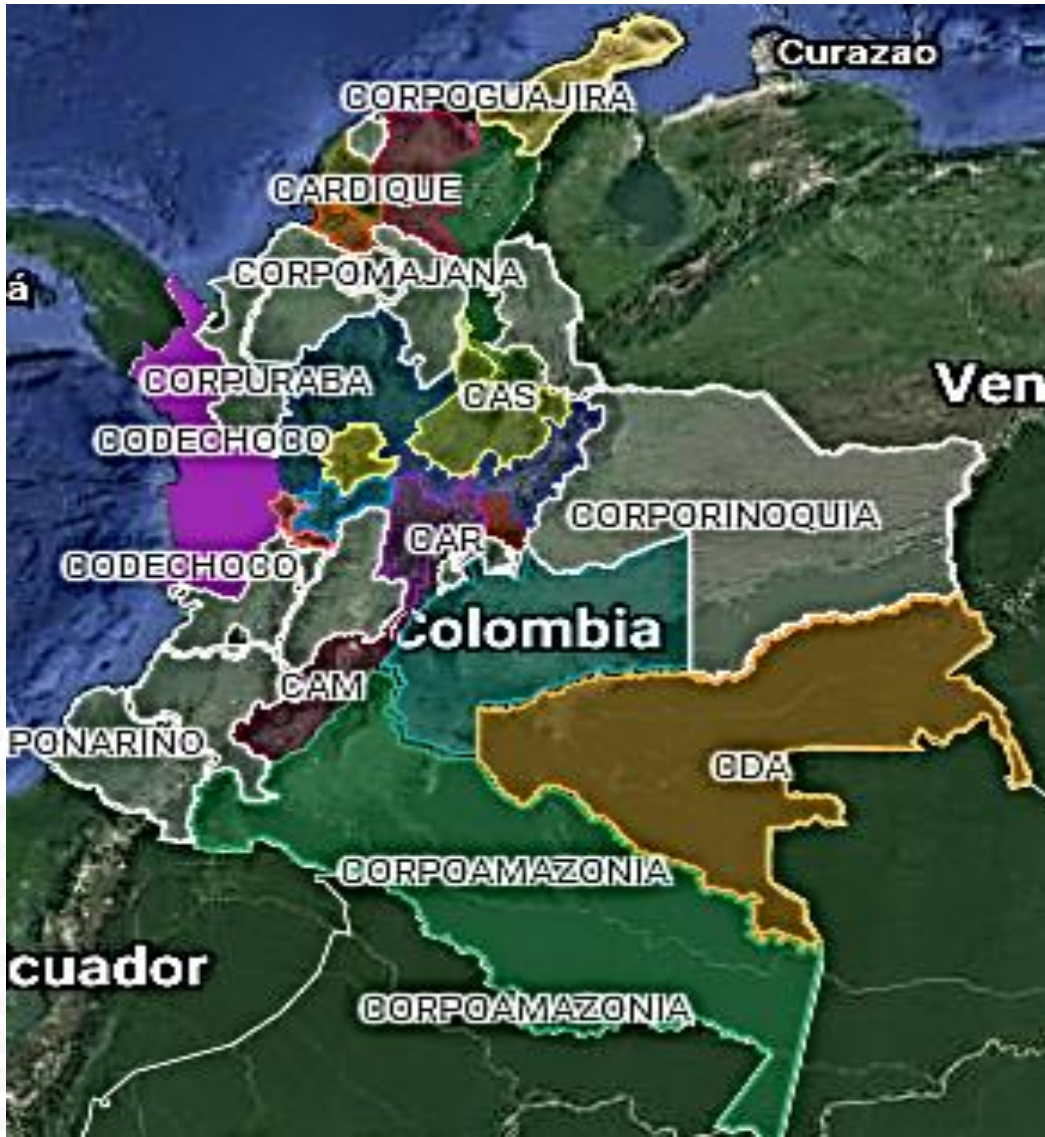 Curazao
CORPOGUAJIRA
CARDIQUE
CORPOMAJANA
á
CORPURABA
CAS
Ven
CODECHOCO
CORPORINOQUIA
CAR
CODECHOCO
Colombia
CAM
PONARIÑO
CDA
CORPOAMAZONIA
cuador
CORPOAMAZONIA